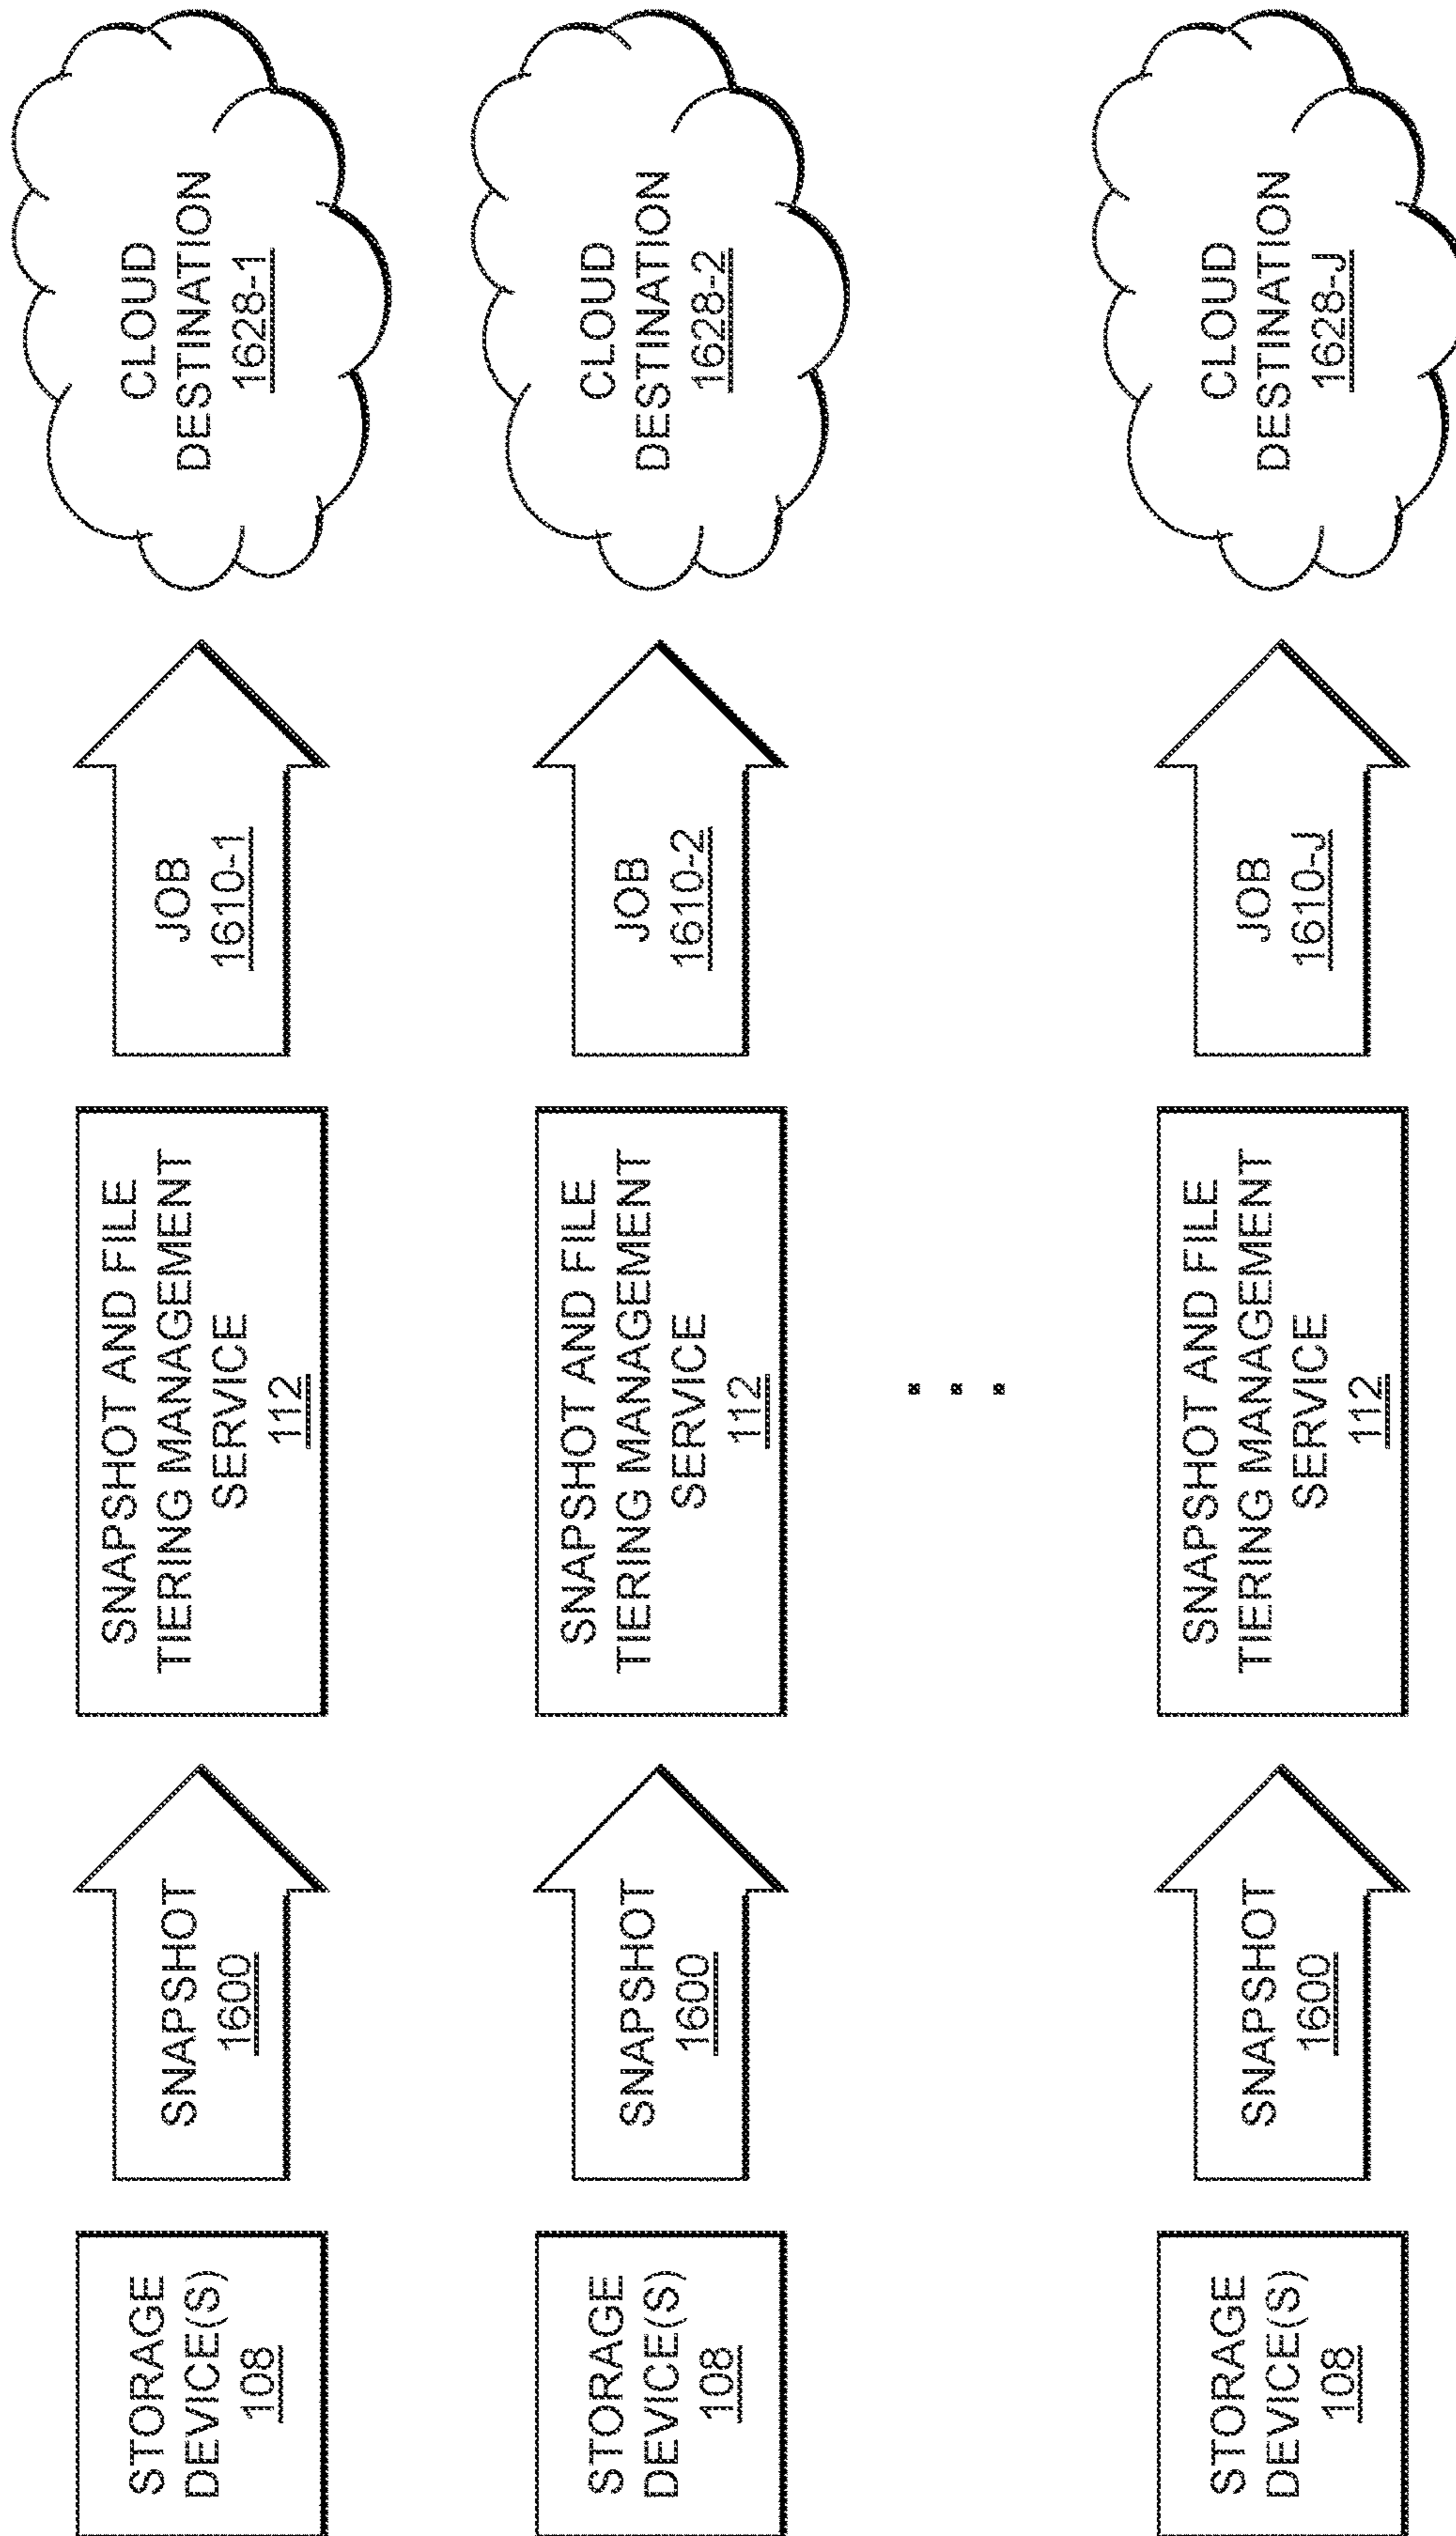 STORAGE
DEVICE(S)
108
SNAPSHOT
1600
SNAPSHOT AND FILE
TIERING MANAGEMENT
SERVICE
112
JOB
1610-1
CLOUD
DESTINATION
1628-1
STORAGE
DEVICE(S)
108
SNAPSHOT
1600
SNAPSHOT AND FILE
TIERING MANAGEMENT
SERVICE
112
JOB
1610-2
CLOUD
DESTINATION
1628-2
STORAGE
DEVICE(S)
108
SNAPSHOT
1600
SNAPSHOT AND FILE
TIERING MANAGEMENT
SERVICE
112
JOB
1610-J
CLOUD
DESTINATION
1628-J